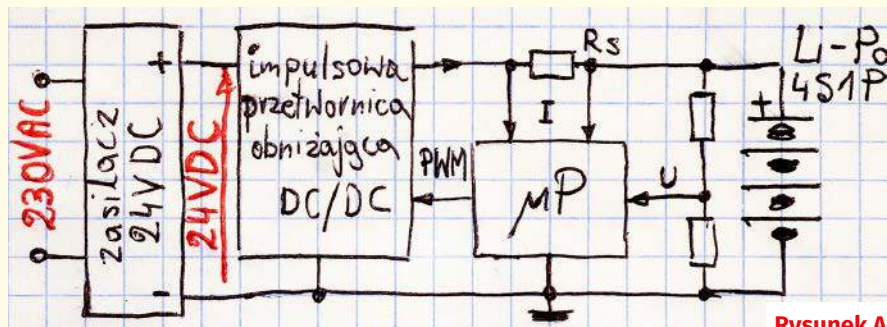 230VAC
zasilacz
24VDC
+
-
24VDC
impulsowa
przetwornica
obniżająca
DC/DC
PWM
I
Rs
μP
U
Li-Po
4S1P
+
Rysunek A